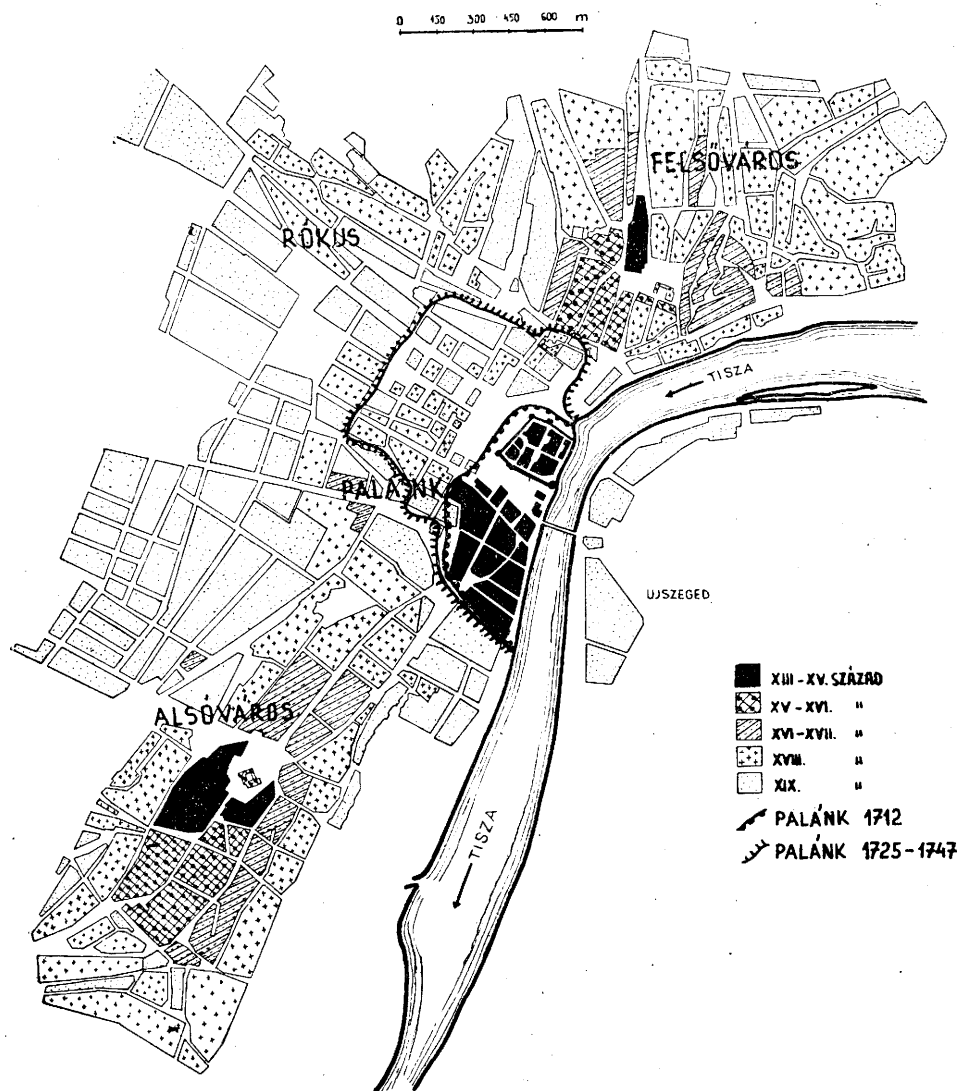 0 150 300 450 600 m
FELSŐVÁROS
RÓKUS
TISZA
PALÁNK
UJSZEGED
ALSÓVÁROS
TISZA
XIII-XV. SZÁZAD
XV-XVI. "
XVI-XVII. "
XVIII. "
XIX. "
PALÁNK 1712
PALÁNK 1725-1747